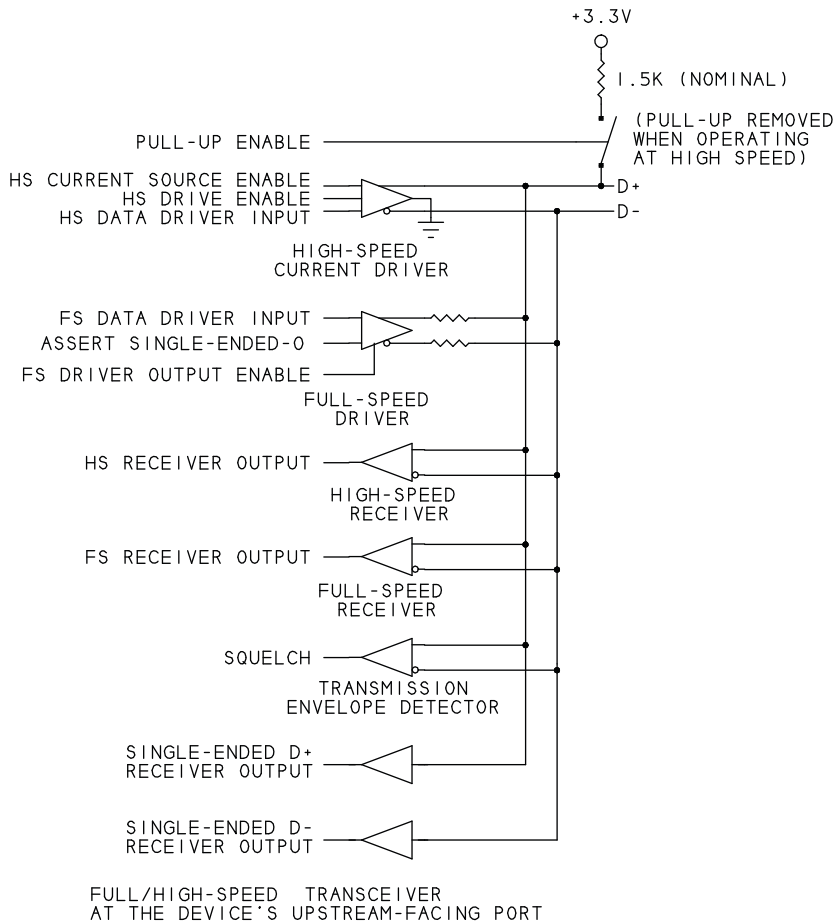 +3.3V
1.5K (NOMINAL)
(PULL-UP REMOVED
WHEN OPERATING
AT HIGH SPEED)
PULL-UP ENABLE
HS CURRENT SOURCE ENABLE
HS DRIVE ENABLE
HS DATA DRIVER INPUT
D+
D-
HIGH-SPEED
CURRENT DRIVER
FS DATA DRIVER INPUT
ASSERT SINGLE-ENDED-0
FS DRIVER OUTPUT ENABLE
FULL-SPEED
DRIVER
HS RECEIVER OUTPUT
HIGH-SPEED
RECEIVER
FS RECEIVER OUTPUT
FULL-SPEED
RECEIVER
SQUELCH
TRANSMISSION
ENVELOPE DETECTOR
SINGLE-ENDED D+
RECEIVER OUTPUT
SINGLE-ENDED D-
RECEIVER OUTPUT
FULL/HIGH-SPEED TRANSCEIVER
AT THE DEVICE'S UPSTREAM-FACING PORT